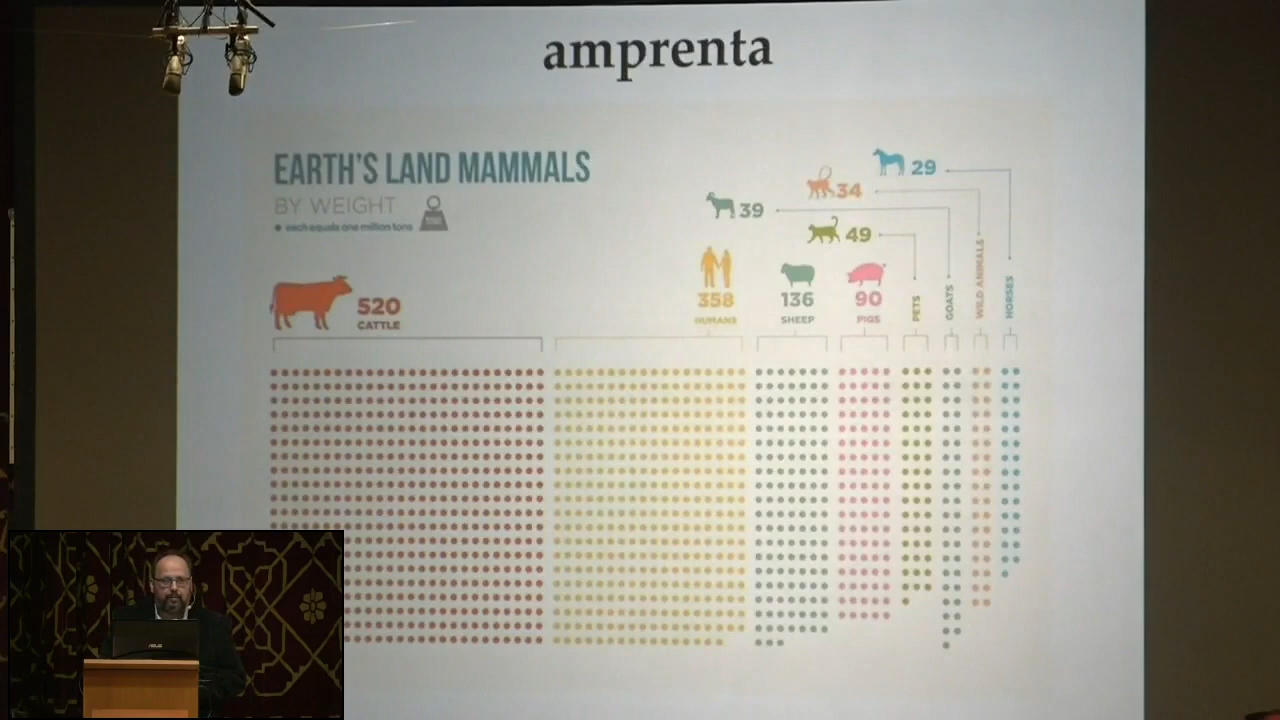 amprenta
EARTH'S LAND MAMMALS
BY WEIGHT
each equals one million tons
29
34
39
49
520
CATTLE
358
HUMANS
136
SHEEP
90
PIGS
PETS
GOATS
WILD ANIMALS
HORSES
ASUS